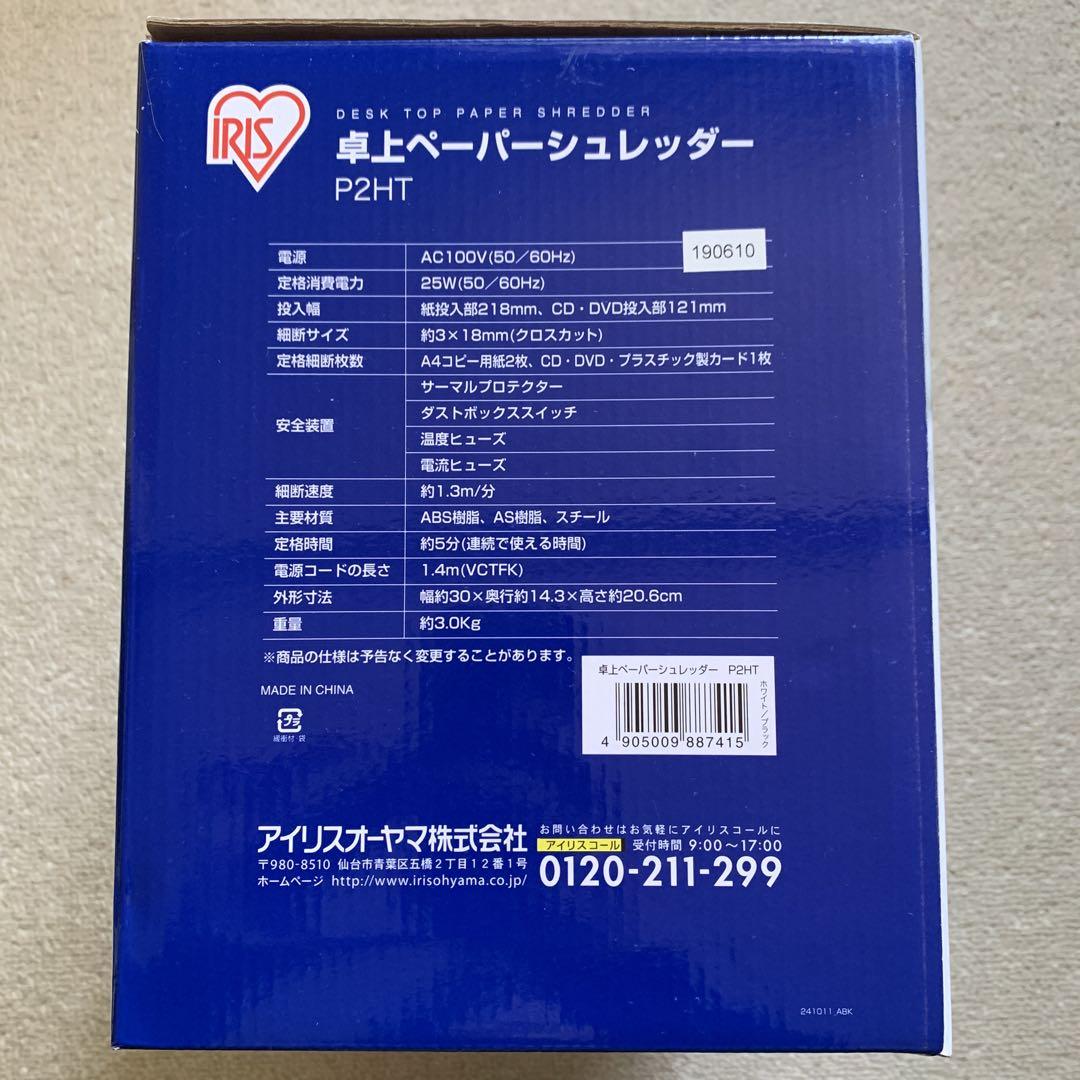 IRIS
DESK TOP PAPER SHREDDER
卓上ペーパーシュレッダー
P2HT
190610
電源 AC100V(50／60Hz)
定格消費電力 25W(50／60Hz)
投入幅 紙投入部218mm、CD・DVD投入部121mm
細断サイズ 約3×18mm(クロスカット)
定格細断枚数 A4コピー用紙2枚、CD・DVD・プラスチック製カード1枚
安全装置 サーマルプロテクター
ダストボックススイッチ
温度ヒューズ
電流ヒューズ
細断速度 約1.3m/分
主要材質 ABS樹脂、AS樹脂、スチール
定格時間 約5分(連続で使える時間)
電源コードの長さ 1.4m(VCTFK)
外形寸法 幅約30×奥行約14.3×高さ約20.6cm
重量 約3.0Kg
※商品の仕様は予告なく変更することがあります。
MADE IN CHINA
プラ
緩衝材・袋
卓上ペーパーシュレッダー P2HT
ホワイト／ブラック
4 905009 887415
アイリスオーヤマ株式会社
〒980-8510 仙台市青葉区五橋2丁目12番1号
ホームページ http://www.irisohyama.co.jp/
お問い合わせはお気軽にアイリスコールに
アイリスコール 受付時間 9:00～17:00
0120-211-299
241011_ABK